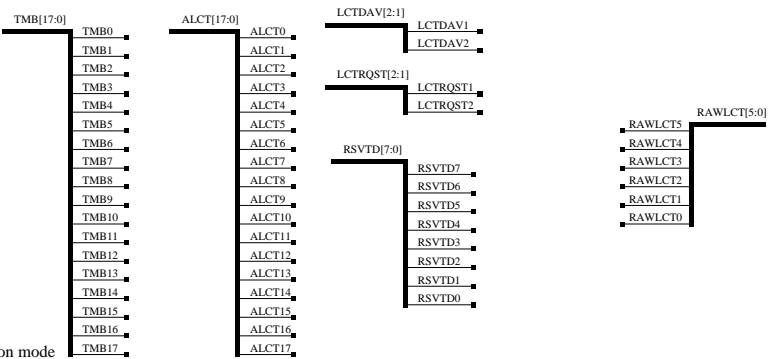 TMB[17:0]
TMB0
TMB1
TMB2
TMB3
TMB4
TMB5
TMB6
TMB7
TMB8
TMB9
TMB10
TMB11
TMB12
TMB13
TMB14
TMB15
TMB16
TMB17
on mode
ALCT[17:0]
ALCT0
ALCT1
ALCT2
ALCT3
ALCT4
ALCT5
ALCT6
ALCT7
ALCT8
ALCT9
ALCT10
ALCT11
ALCT12
ALCT13
ALCT14
ALCT15
ALCT16
ALCT17
LCTDAV[2:1]
LCTDAV1
LCTDAV2
LCTRQST[2:1]
LCTRQST1
LCTRQST2
RSVTD[7:0]
RSVTD7
RSVTD6
RSVTD5
RSVTD4
RSVTD3
RSVTD2
RSVTD1
RSVTD0
RAWLCT[5:0]
RAWLCT5
RAWLCT4
RAWLCT3
RAWLCT2
RAWLCT1
RAWLCT0